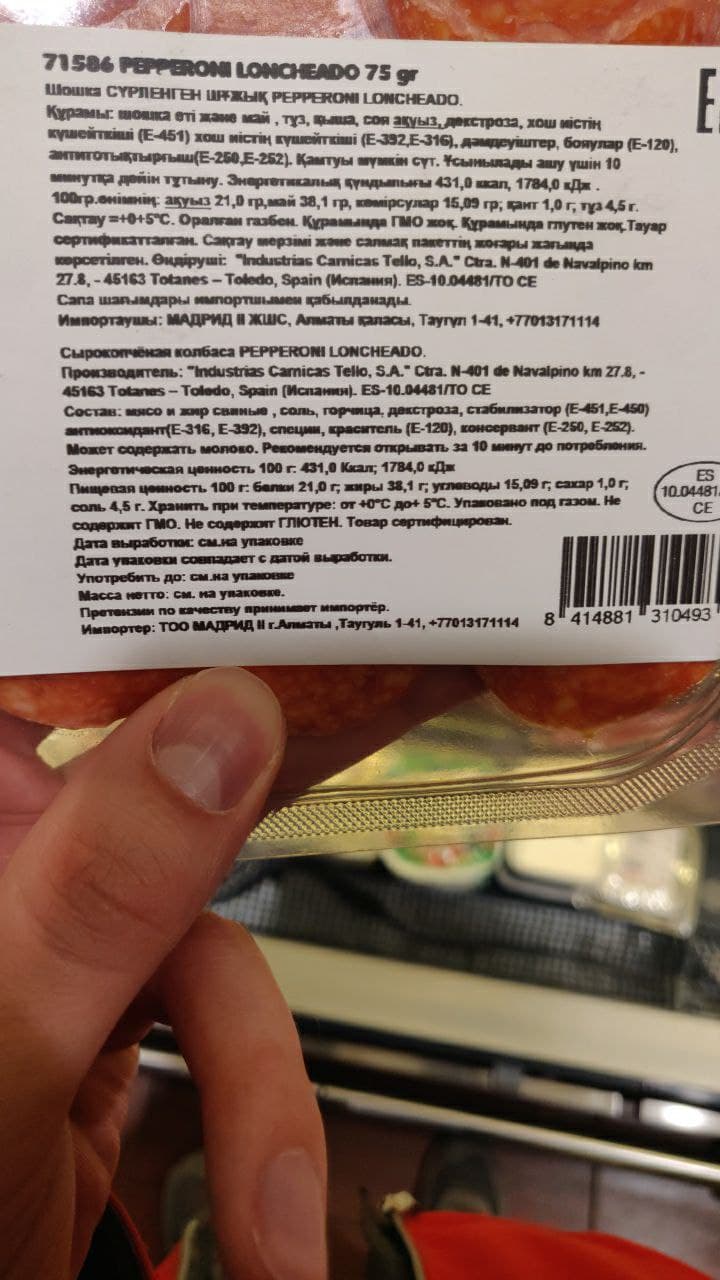 71586 PEPPERONI LONCHEADO 75 gr
Шошка СҮРЛЕНГЕН ШҰЖЫҚ PEPPERONI LONCHEADO.
Құрамы: шошка еті және май , тұз, қыша, соя ақуыз, декстроза, хош иістің
күшейткіші (Е-451) хош иістің күшейткіші (Е-392,Е-316), дәмдеуіштер, бояулар (Е-120),
антитотықтырғыш(Е-250,Е-252). Қамтуы мүмкін сүт. Ұсынылады ашу үшін 10
минутқа дейін тұтыну. Энергетикалық құндылығы 431,0 ккал, 1784,0 кДж .
100гр.өнімнің: ақуыз 21,0 гр,май 38,1 гр, көмірсулар 15,09 гр; қант 1,0 г; тұз 4,5 г.
Сақтау =+0+5°С. Оралған газбен. Құрамында ГМО жоқ. Құрамында глутен жоқ.Тауар
сертификатталған. Сақтау мерзімі және салмақ пакеттің жоғары жағында
көрсетілген. Өндіруші: "Industrias Carnicas Tello, S.A." Ctra. N-401 de Navalpino km
27.8, - 45163 Totanes – Toledo, Spain (Испания). ES-10.04481/TO CE
Сапа шағымдары импортшымен қабылданады.
Импорттаушы: МАДРИД II ЖШС, Алматы қаласы, Таугүл 1-41, +77013171114
Сырокопчёная колбаса PEPPERONI LONCHEADO.
Производитель: "Industrias Carnicas Tello, S.A." Ctra. N-401 de Navalpino km 27.8, -
45163 Totanes – Toledo, Spain (Испания). ES-10.04481/TO CE
Состав: мясо и жир свиные , соль, горчица, декстроза, стабилизатор (Е-451,Е-450)
антиоксидант(Е-316, Е-392), специи, краситель (Е-120), консервант (Е-250, Е-252).
Может содержать молоко. Рекомендуется открывать за 10 минут до потребления.
Энергетическая ценность 100 г: 431,0 Ккал; 1784,0 кДж
Пищевая ценность 100 г: белки 21,0 г; жиры 38,1 г; углеводы 15,09 г; сахар 1,0 г;
соль 4,5 г. Хранить при температуре: от +0°С до+ 5°С. Упаковано под газом. Не
содержит ГМО. Не содержит ГЛЮТЕН. Товар сертифицирован.
Дата выработки: см.на упаковке
Дата упаковки совпадает с датой выработки.
Употребить до: см.на упаковке
Масса нетто: см. на упаковке.
Претензии по качеству принимает импортёр.
Импортер: ТОО МАДРИД II г.Алматы ,Таугуль 1-41, +77013171114
ES
10.04481
CE
8 414881 310493